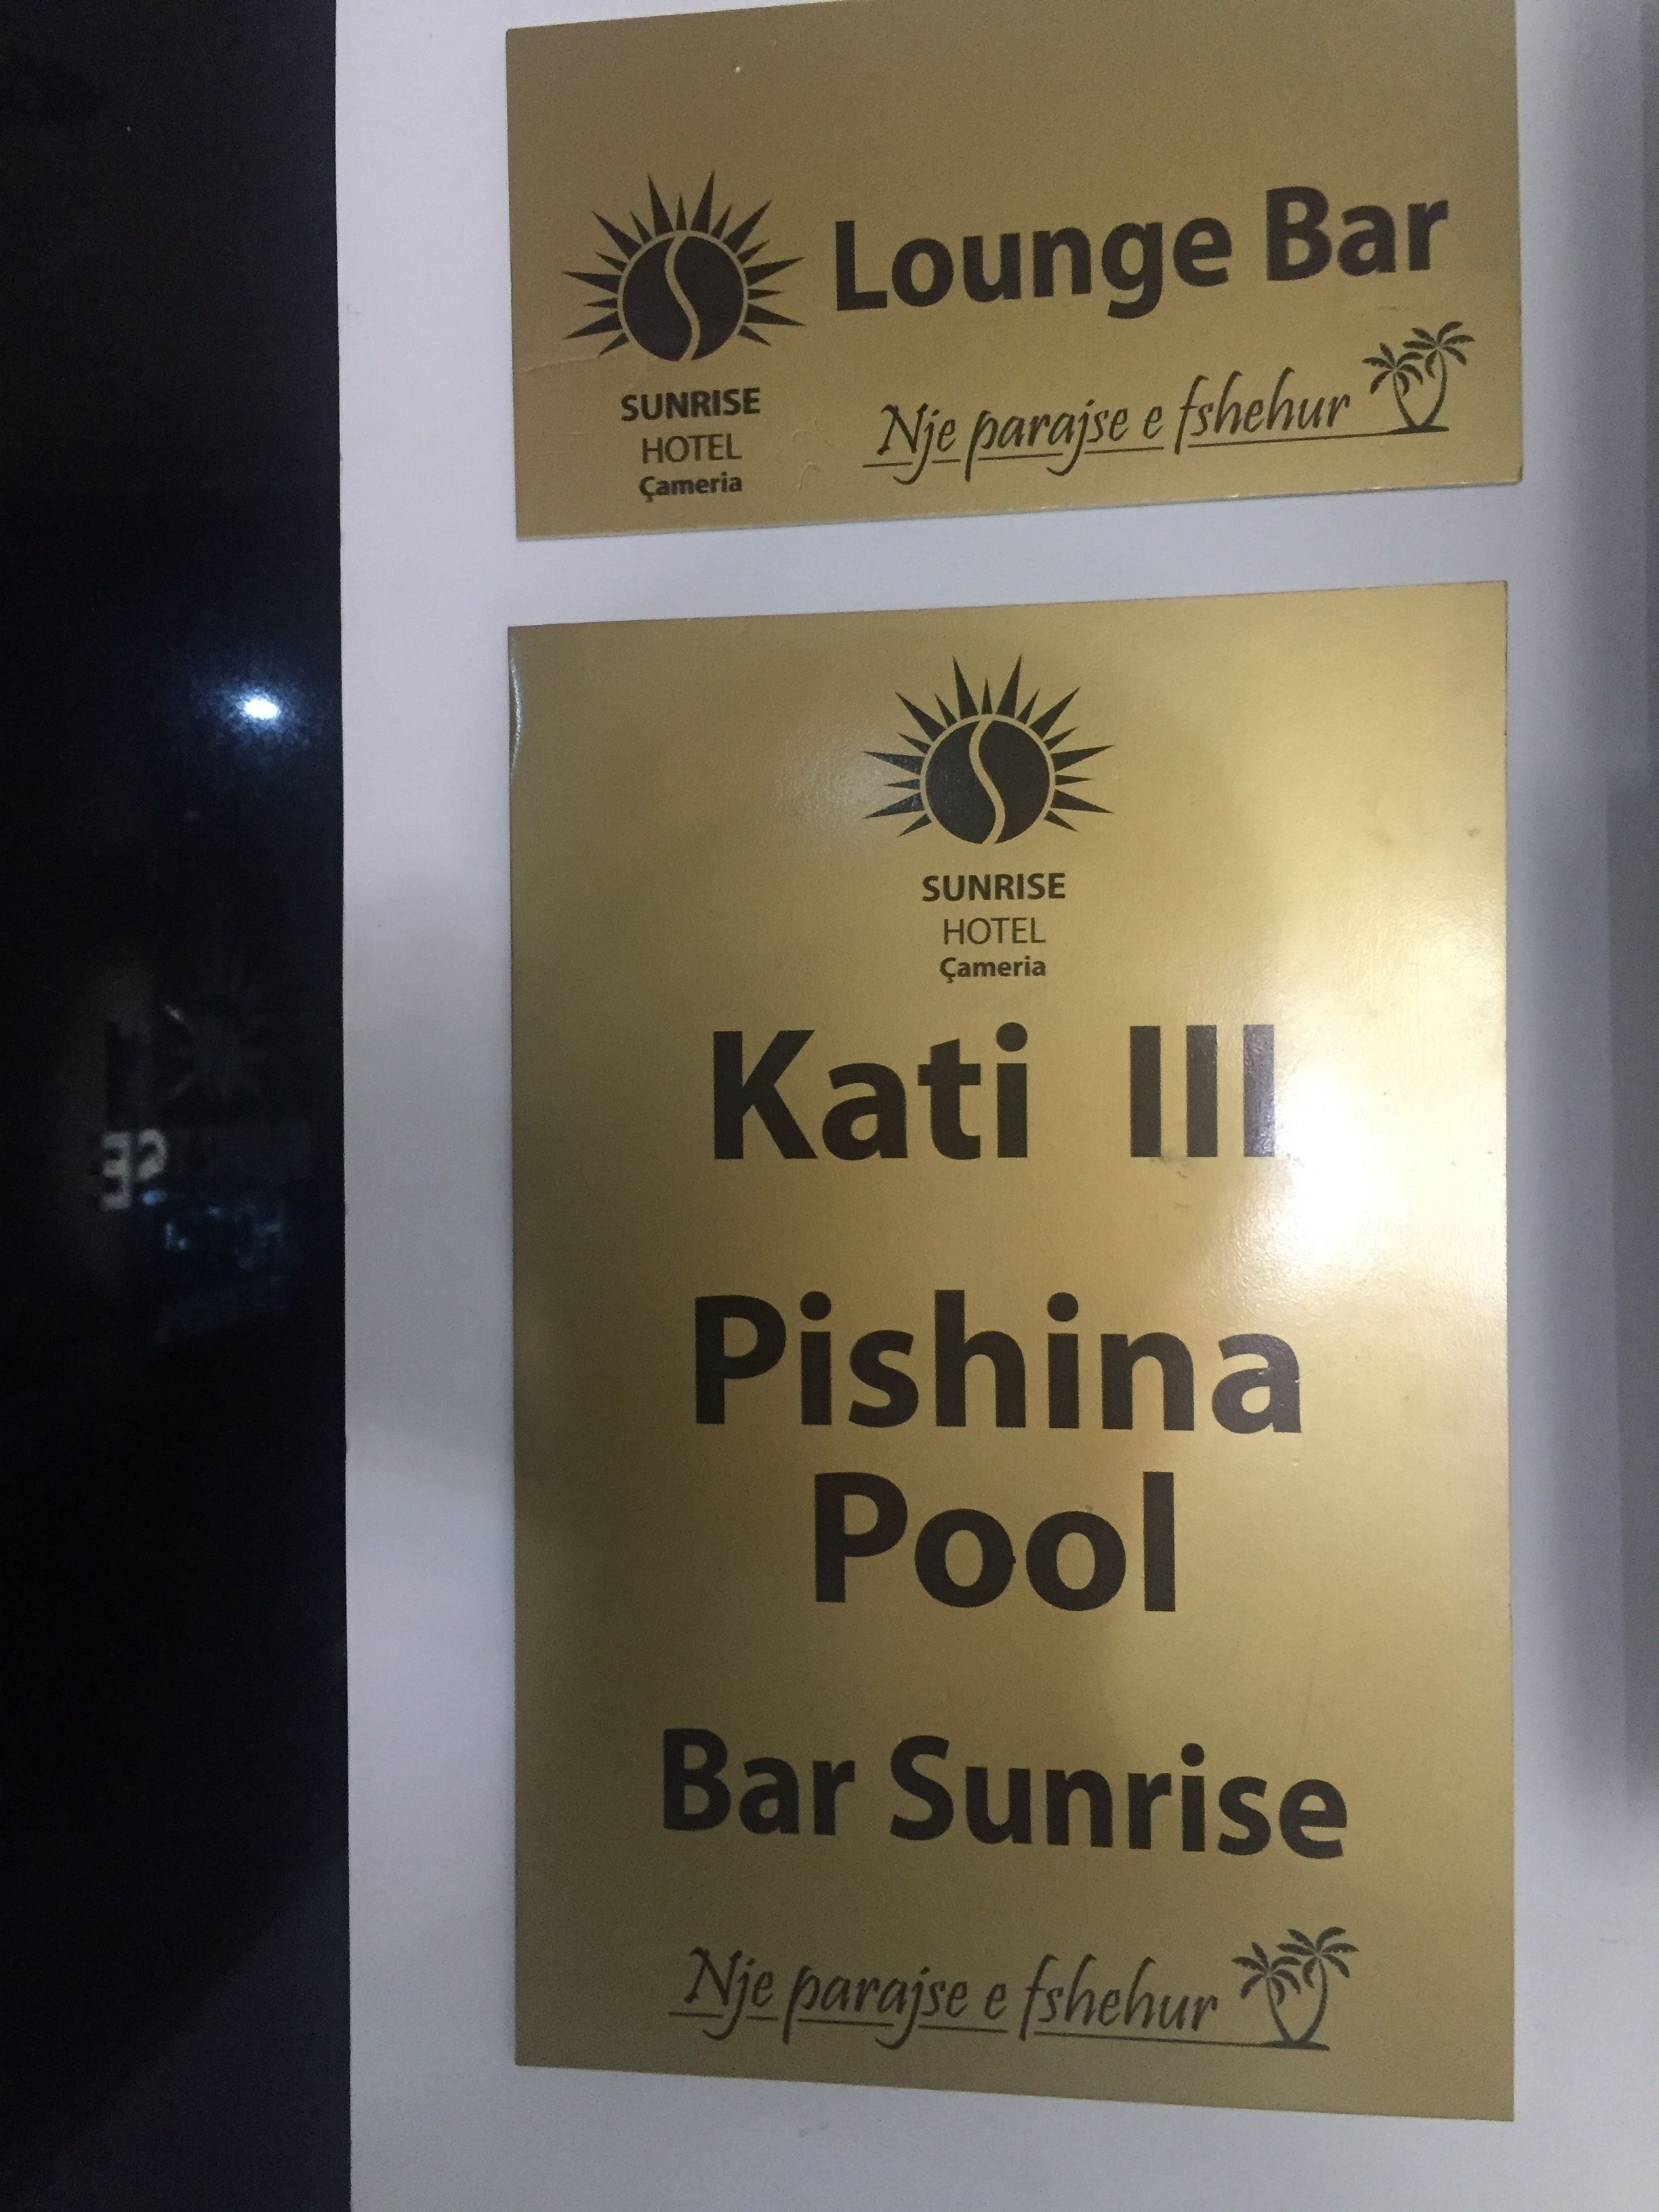 Lounge Bar
SUNRISE
HOTEL
Çameria
Nje parajse e fshehur
SUNRISE
HOTEL
Çameria
Kati III
Pishina
Pool
Bar Sunrise
Nje parajse e fshehur